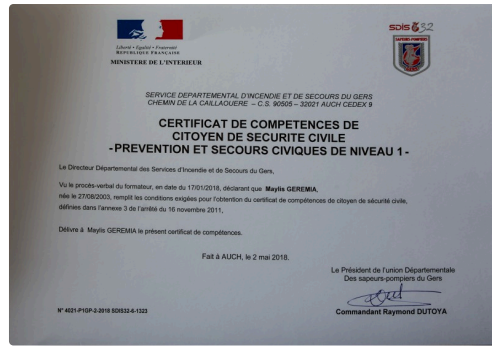 Liberté • Égalité • Fraternité
RÉPUBLIQUE FRANÇAISE
MINISTERE DE L'INTERIEUR
SDIS 32
SAPEURS-POMPIERS
SERVICE DEPARTEMENTAL D'INCENDIE ET DE SECOURS DU GERS
CHEMIN DE LA CAILLAOUERE – C.S. 90505 – 32021 AUCH CEDEX 9
CERTIFICAT DE COMPETENCES DE
CITOYEN DE SECURITE CIVILE
- PREVENTION ET SECOURS CIVIQUES DE NIVEAU 1 -
Le Directeur Départemental des Services d'Incendie et de Secours du Gers,
Vu le procès-verbal du formateur, en date du 17/01/2018, déclarant que Maylis GEREMIA,
née le 27/08/2003, remplit les conditions exigées pour l'obtention du certificat de compétences de citoyen de sécurité civile,
définies dans l'annexe 3 de l'arrêté du 16 novembre 2011,
Délivre à Maylis GEREMIA le présent certificat de compétences.
Fait à AUCH, le 2 mai 2018.
Le Président de l'union Départementale
Des sapeurs-pompiers du Gers
Commandant Raymond DUTOYA
N° 4021-P1GP-2-2018 SDIS32-6-1323